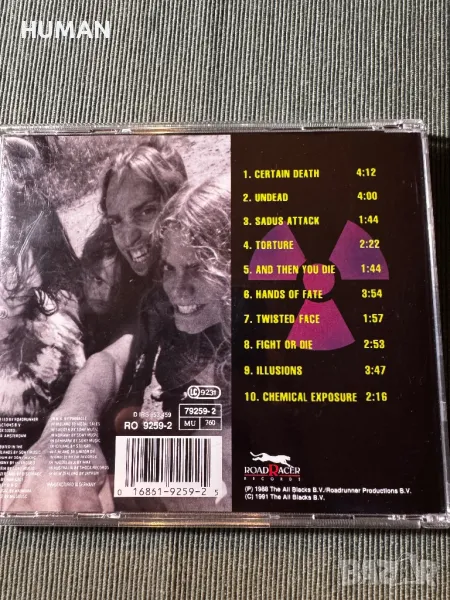 HUMAN
1. CERTAIN DEATH 4:12
2. UNDEAD 4:00
3. SADUS ATTACK 1:44
4. TORTURE 2:22
5. AND THEN YOU DIE 1:44
6. HANDS OF FATE 3:54
7. TWISTED FACE 1:57
8. FIGHT OR DIE 2:53
9. ILLUSIONS 3:47
10. CHEMICAL EXPOSURE 2:16
LC 9231
79259-2
RO 9259-2
MU 760
0 16861-9259-2 5
ROADRACER
RECORDS
(P) 1988 The All Blacks B.V./Roadrunner Productions B.V.
(C) 1991 The All Blacks B.V.
BAZAR